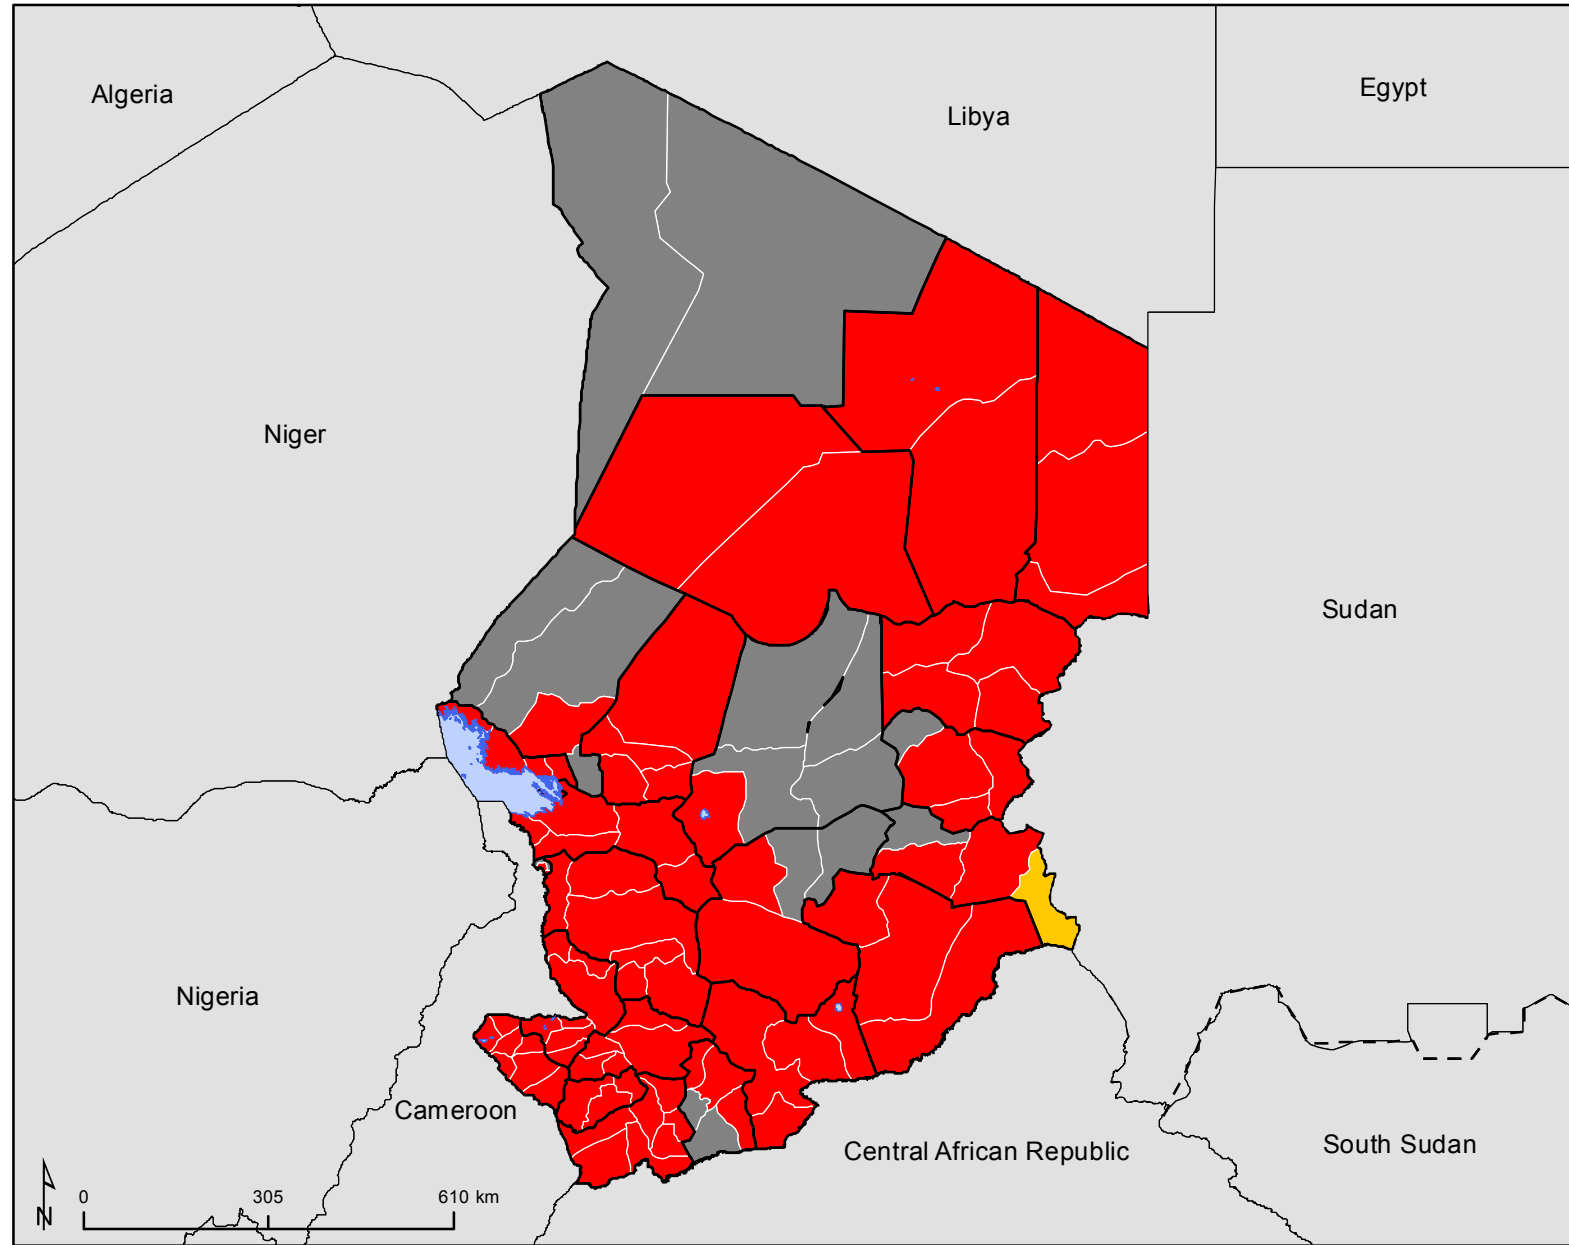 Algeria
Egypt
Libya
Niger
Sudan
Nigeria
Cameroon
Central African Republic
South Sudan
N
0
305
610 km